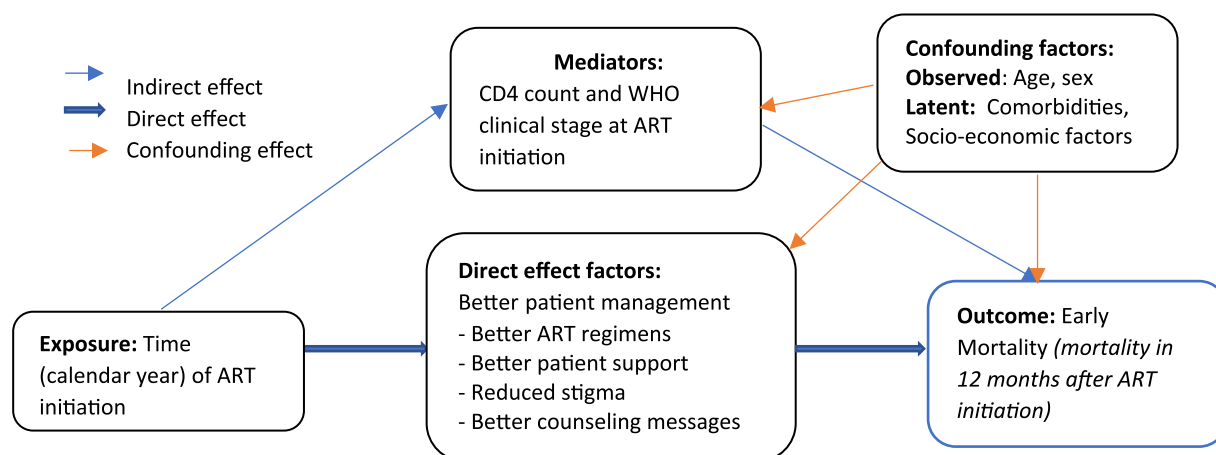 Indirect effect
Direct effect
Confounding effect
Mediators:
CD4 count and WHO
clinical stage at ART
initiation
Confounding factors:
Observed: Age, sex
Latent: Comorbidities,
Socio-economic factors
Direct effect factors:
Better patient management
- Better ART regimens
- Better patient support
- Reduced stigma
- Better counseling messages
Exposure: Time
(calendar year) of ART
initiation
Outcome: Early
Mortality (mortality in
12 months after ART
initiation)